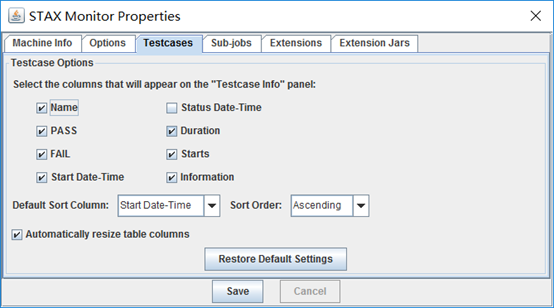 STAX Monitor Properties
Machine Info Options Testcases Sub-jobs Extensions Extension Jars
Testcase Options
Select the columns that will appear on the "Testcase Info" panel:
Name Status Date-Time
PASS Duration
FAIL Starts
Start Date-Time Information
Default Sort Column: Start Date-Time Sort Order: Ascending
Automatically resize table columns
Restore Default Settings
Save Cancel